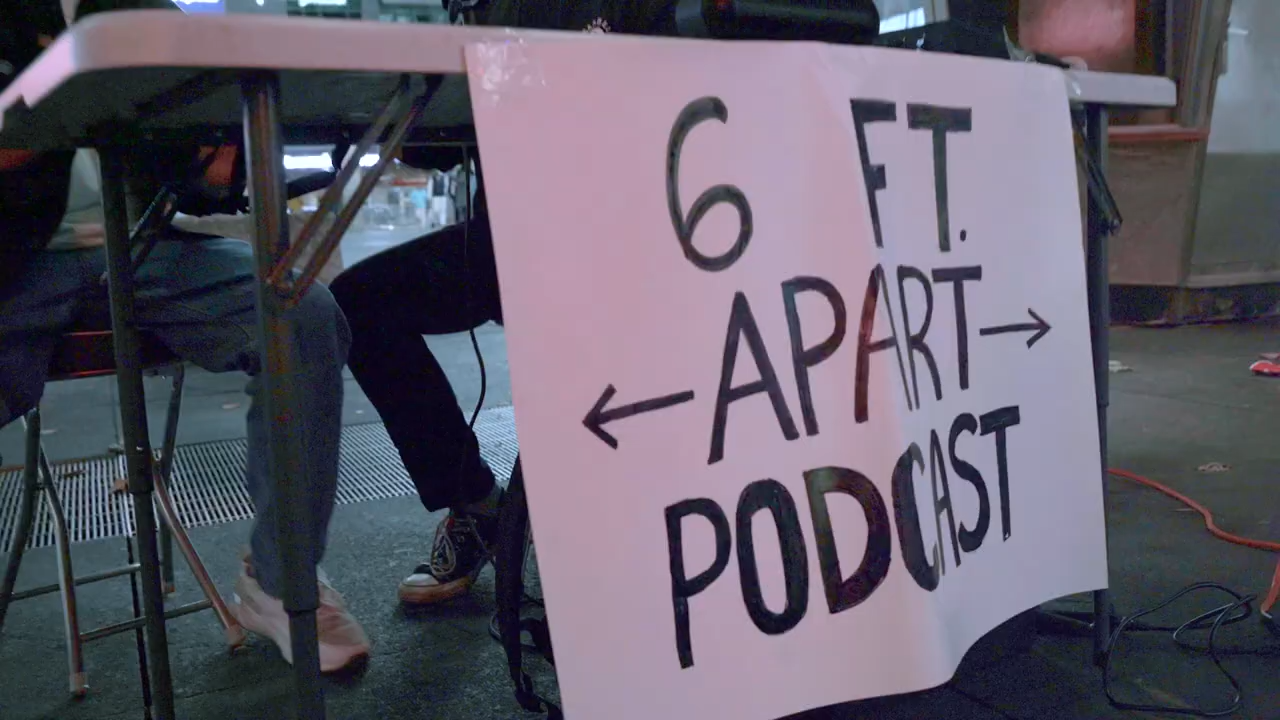 6 FT.
← APART →
PODCAST